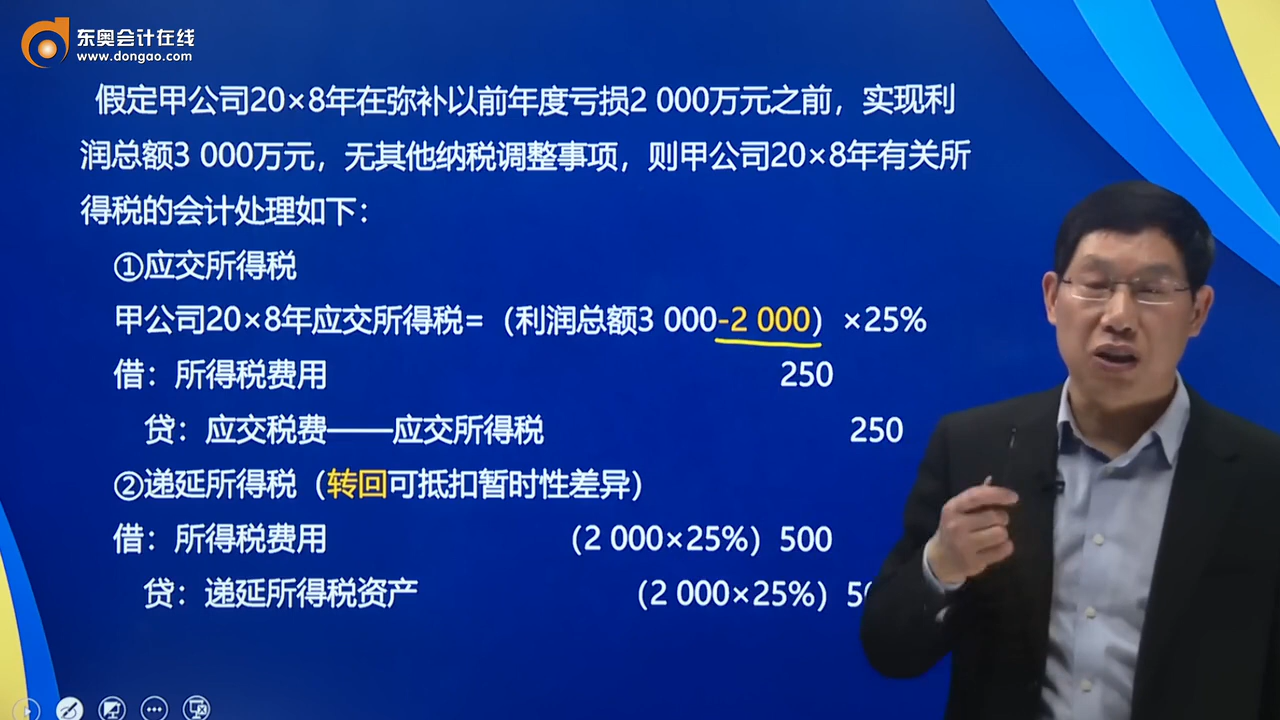 东奥会计在线
www.dongao.com
假定甲公司20×8年在弥补以前年度亏损2 000万元之前，实现利
润总额3 000万元，无其他纳税调整事项，则甲公司20×8年有关所
得税的会计处理如下：
①应交所得税
甲公司20×8年应交所得税=（利润总额3 000-2 000）×25%
借：所得税费用 250
贷：应交税费——应交所得税 250
②递延所得税（转回可抵扣暂时性差异）
借：所得税费用 （2 000×25%）500
贷：递延所得税资产 （2 000×25%）